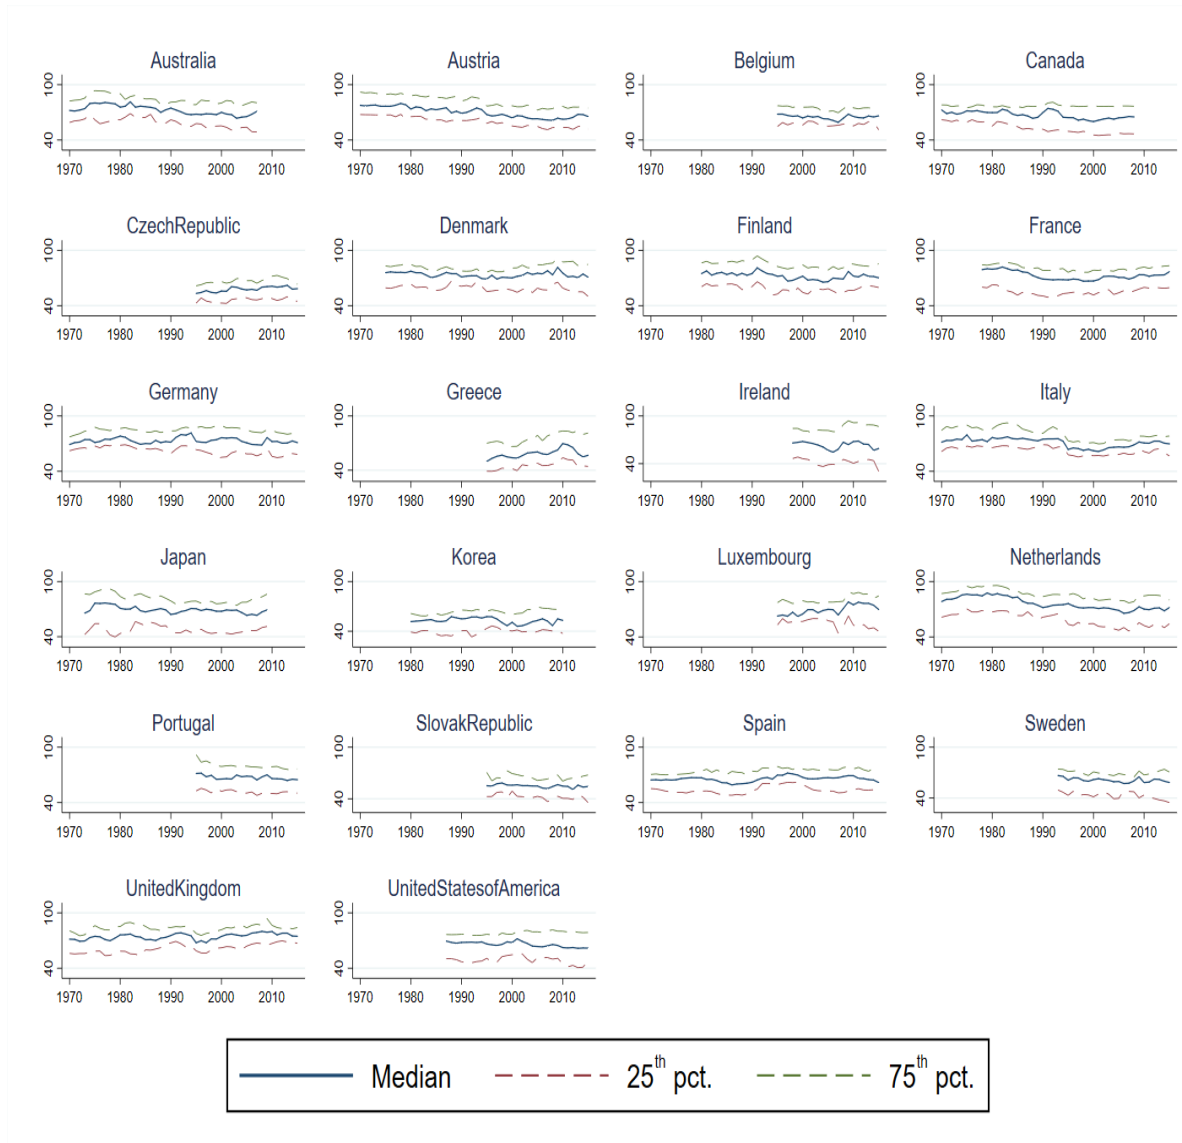 Australia Austria Belgium Canada
100 100 100 100
40 40 40 40
1970 1980 1990 2000 2010 1970 1980 1990 2000 2010 1970 1980 1990 2000 2010 1970 1980 1990 2000 2010
CzechRepublic Denmark Finland France
100 100 100 100
40 40 40 40
1970 1980 1990 2000 2010 1970 1980 1990 2000 2010 1970 1980 1990 2000 2010 1970 1980 1990 2000 2010
Germany Greece Ireland Italy
100 100 100 100
40 40 40 40
1970 1980 1990 2000 2010 1970 1980 1990 2000 2010 1970 1980 1990 2000 2010 1970 1980 1990 2000 2010
Japan Korea Luxembourg Netherlands
100 100 100 100
40 40 40 40
1970 1980 1990 2000 2010 1970 1980 1990 2000 2010 1970 1980 1990 2000 2010 1970 1980 1990 2000 2010
Portugal SlovakRepublic Spain Sweden
100 100 100 100
40 40 40 40
1970 1980 1990 2000 2010 1970 1980 1990 2000 2010 1970 1980 1990 2000 2010 1970 1980 1990 2000 2010
UnitedKingdom UnitedStatesofAmerica
100 100
40 40
1970 1980 1990 2000 2010 1970 1980 1990 2000 2010
Median 25th pct. 75th pct.